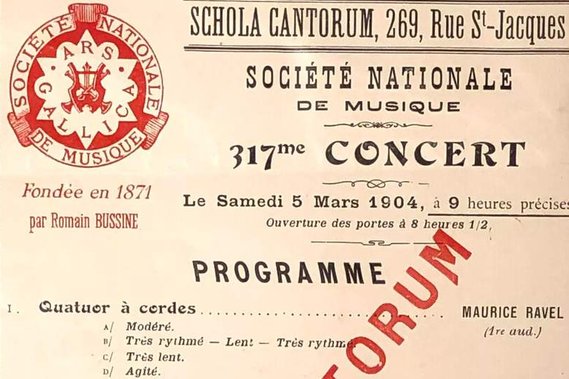 SCHOLA CANTORUM, 269, Rue St-Jacques
SOCIÉTÉ NATIONALE
DE MUSIQUE
ARS
GALLICA
SOCIÉTÉ NATIONALE
DE MUSIQUE
317me CONCERT
Fondée en 1871
par Romain BUSSINE
Le Samedi 5 Mars 1904, à 9 heures précises
Ouverture des portes à 8 heures 1/2,
PROGRAMME
1. Quatuor à cordes .............................. MAURICE RAVEL
(1re aud.)
A/ Modéré.
B/ Très rythmé — Lent — Très rythmé.
C/ Très lent.
D/ Agité.
TORUM